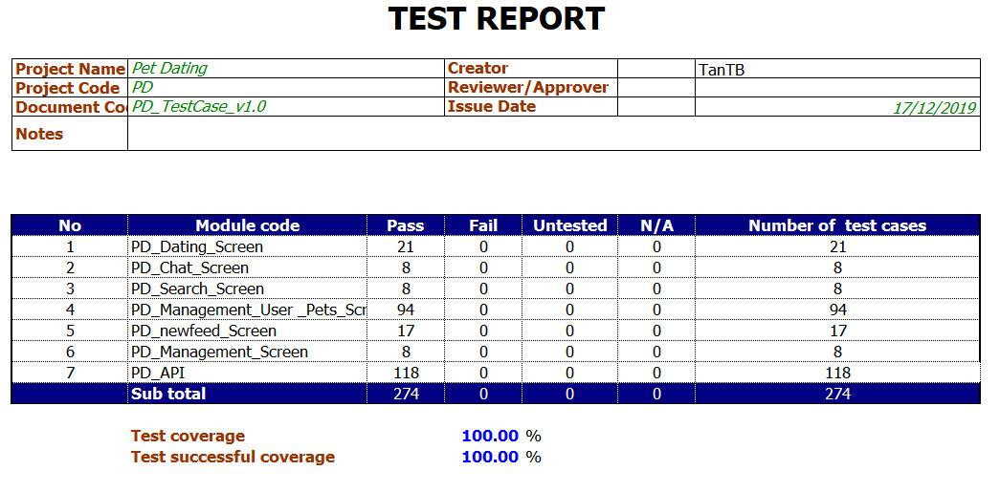 TEST REPORT
Project Name Pet Dating Creator TanTB
Project Code PD Reviewer/Approver
Document Co PD_TestCase_v1.0 Issue Date 17/12/2019
Notes
No Module code Pass Fail Untested N/A Number of test cases
1 PD_Dating_Screen 21 0 0 0 21
2 PD_Chat_Screen 8 0 0 0 8
3 PD_Search_Screen 8 0 0 0 8
4 PD_Management_User _Pets_Scr 94 0 0 0 94
5 PD_newfeed_Screen 17 0 0 0 17
6 PD_Management_Screen 8 0 0 0 8
7 PD_API 118 0 0 0 118
Sub total 274 0 0 0 274
Test coverage 100.00 %
Test successful coverage 100.00 %